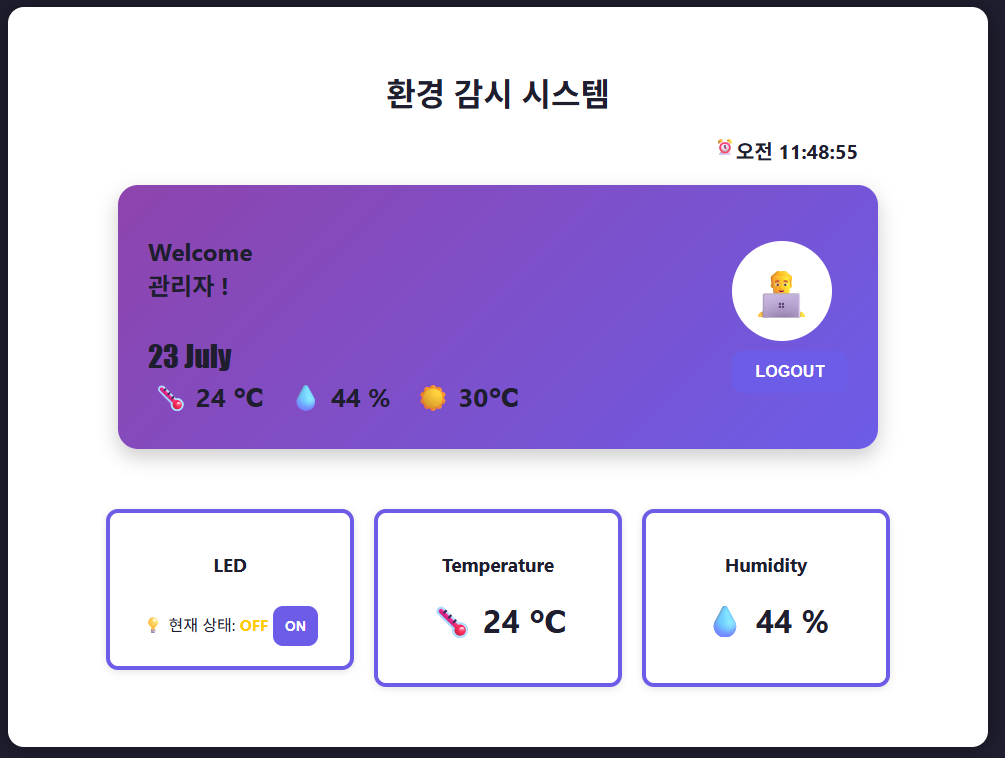 환경 감시 시스템
오전 11:48:55
Welcome
관리자 !
23 July
24 ℃ 44 % 30℃
LOGOUT
LED
현재 상태: OFF ON
Temperature
24 ℃
Humidity
44 %